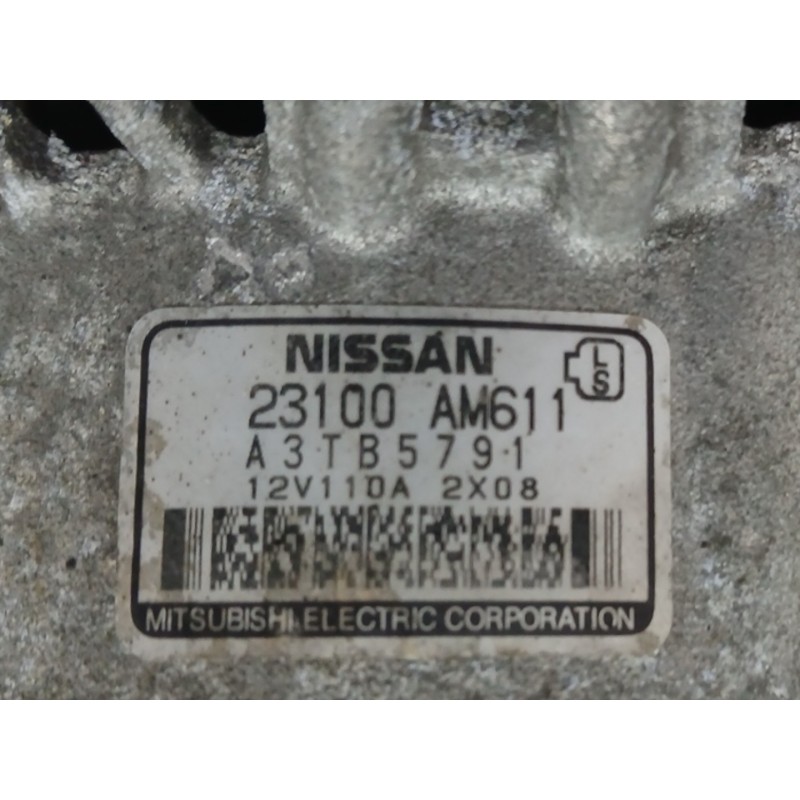 NISSAN
L
S
23100 AM611
A3TB5791
12V110A 2X08
MITSUBISHI ELECTRIC CORPORATION